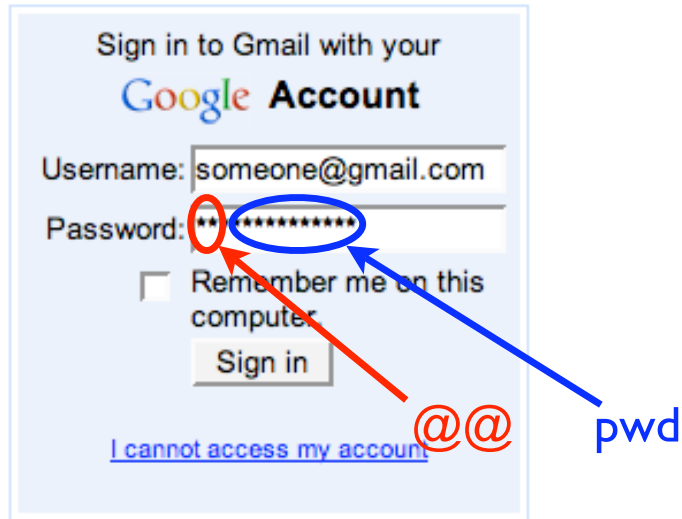 Sign in to Gmail with your
Google Account
Username: someone@gmail.com
Password: ****************
Remember me on this
computer.
Sign in
@@ pwd
I cannot access my account